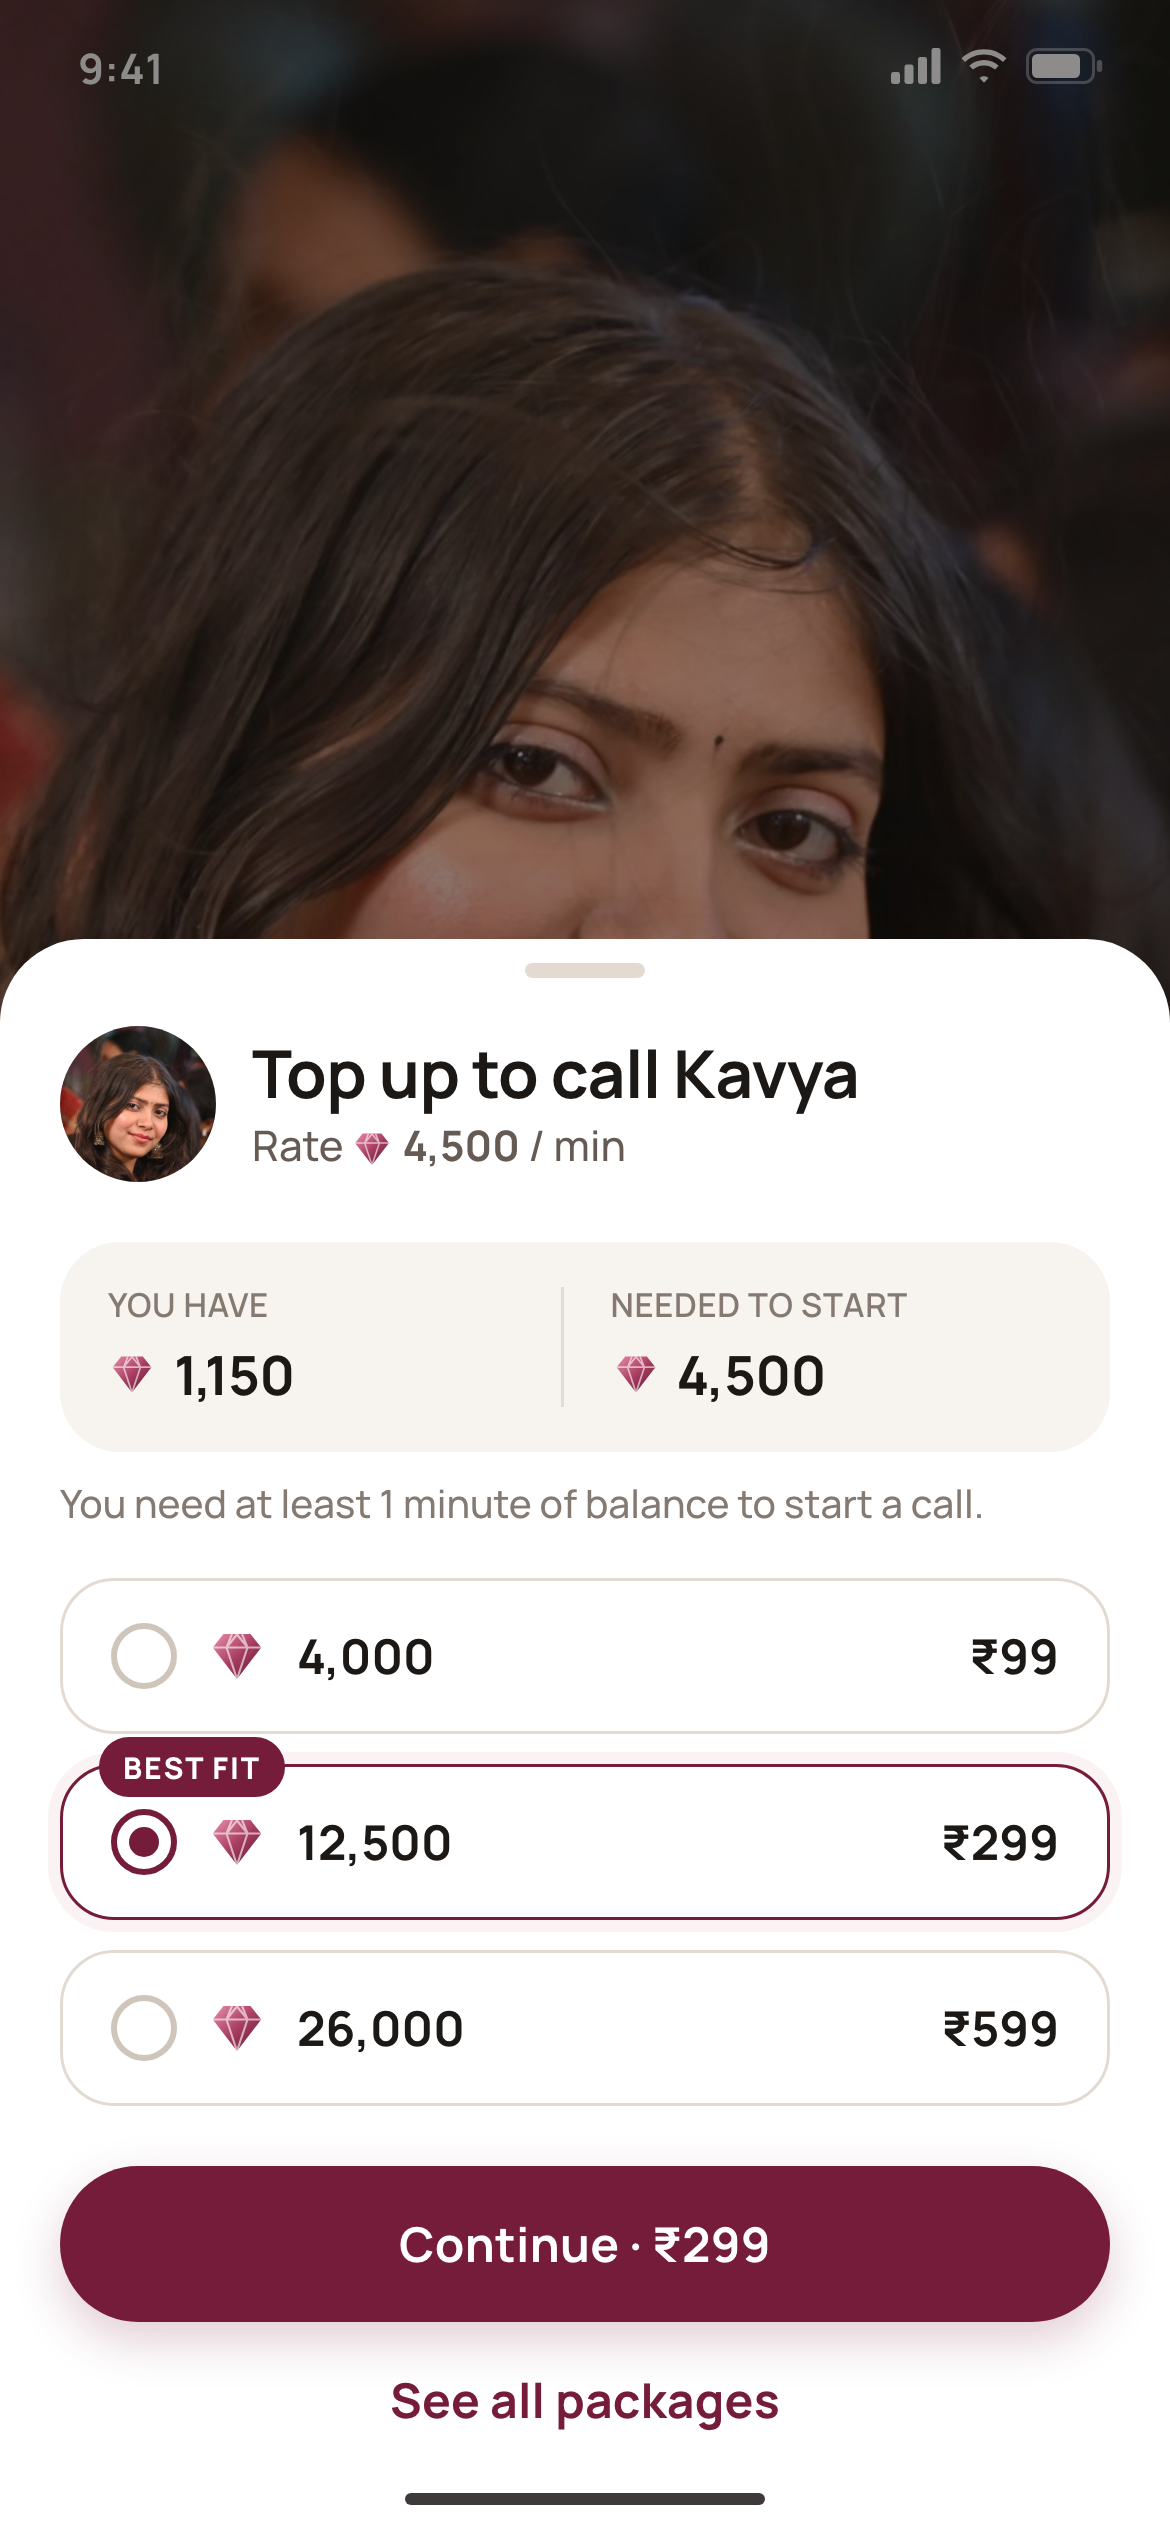 9:41
Top up to call Kavya
Rate 4,500 / min
YOU HAVE
1,150
NEEDED TO START
4,500
You need at least 1 minute of balance to start a call.
4,000 ₹99
BEST FIT
12,500 ₹299
26,000 ₹599
Continue · ₹299
See all packages